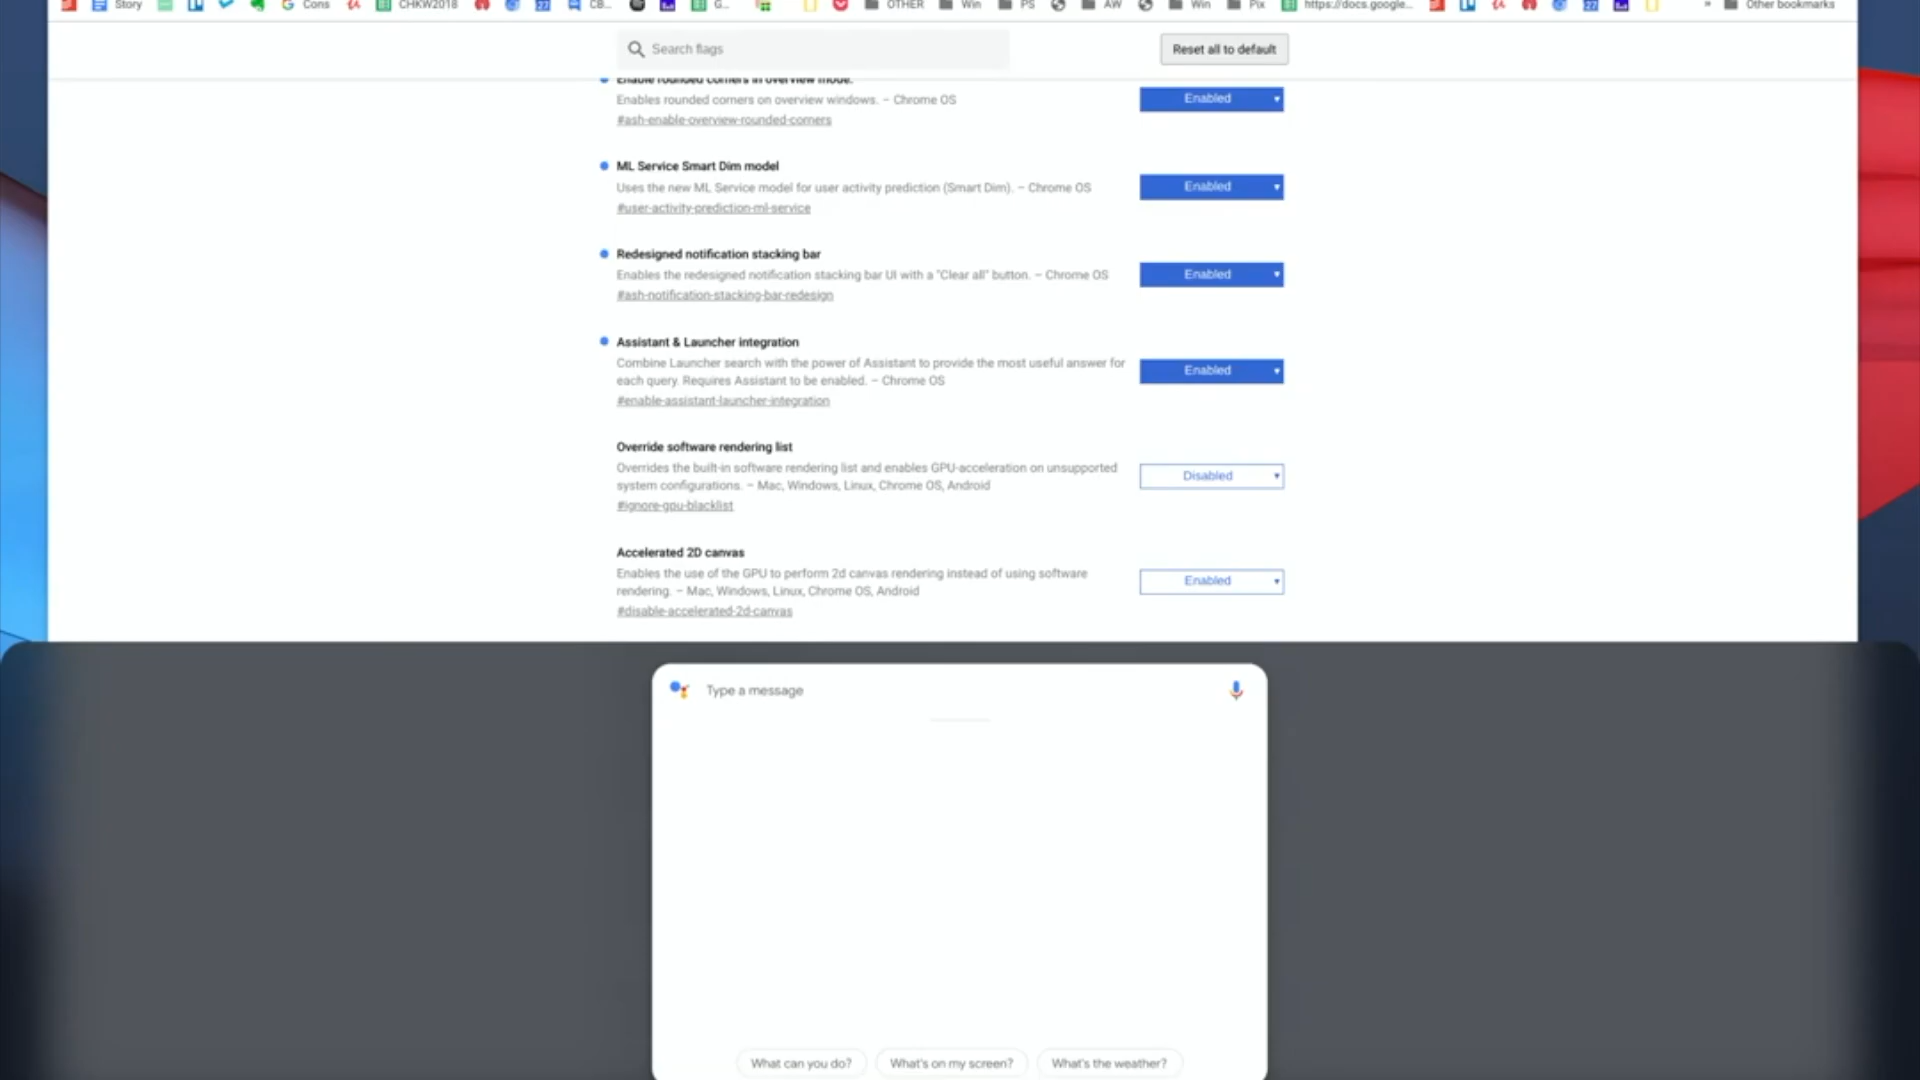 Story Cons CHKW2018 CB... G... OTHER Win PS AW Win Pix https://docs.google... » Other bookmarks
Search flags Reset all to default
Enable rounded corners in overview mode.
Enables rounded corners on overview windows. – Chrome OS Enabled
#ash-enable-overview-rounded-corners
ML Service Smart Dim model
Uses the new ML Service model for user activity prediction (Smart Dim). – Chrome OS Enabled
#user-activity-prediction-ml-service
Redesigned notification stacking bar
Enables the redesigned notification stacking bar UI with a "Clear all" button. – Chrome OS Enabled
#ash-notification-stacking-bar-redesign
Assistant & Launcher integration
Combine Launcher search with the power of Assistant to provide the most useful answer for Enabled
each query. Requires Assistant to be enabled. – Chrome OS
#enable-assistant-launcher-integration
Override software rendering list
Overrides the built-in software rendering list and enables GPU-acceleration on unsupported Disabled
system configurations. – Mac, Windows, Linux, Chrome OS, Android
#ignore-gpu-blacklist
Accelerated 2D canvas
Enables the use of the GPU to perform 2d canvas rendering instead of using software Enabled
rendering. – Mac, Windows, Linux, Chrome OS, Android
#disable-accelerated-2d-canvas
Type a message
What can you do? What's on my screen? What's the weather?